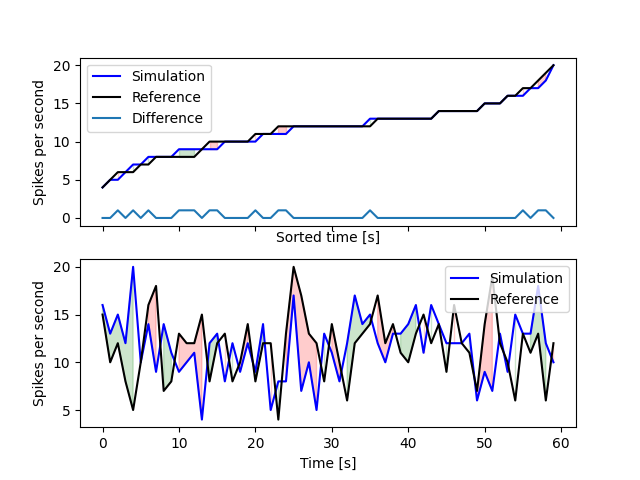 20
15
10
5
0
Spikes per second
Simulation
Reference
Difference
Sorted time [s]
20
15
10
5
Spikes per second
Simulation
Reference
0 10 20 30 40 50 60
Time [s]